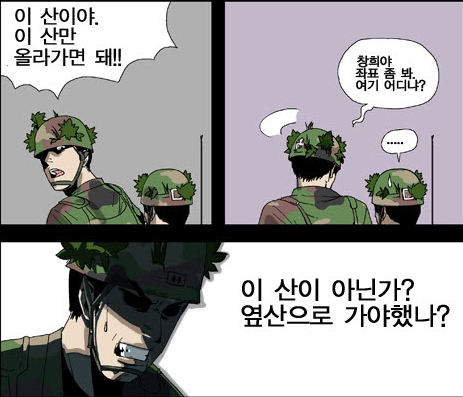 이 산이야.
이 산만
올라가면 돼!!
창희야
좌표 좀 봐.
여기 어디냐?
.....
이 산이 아닌가?
옆산으로 가야했나?